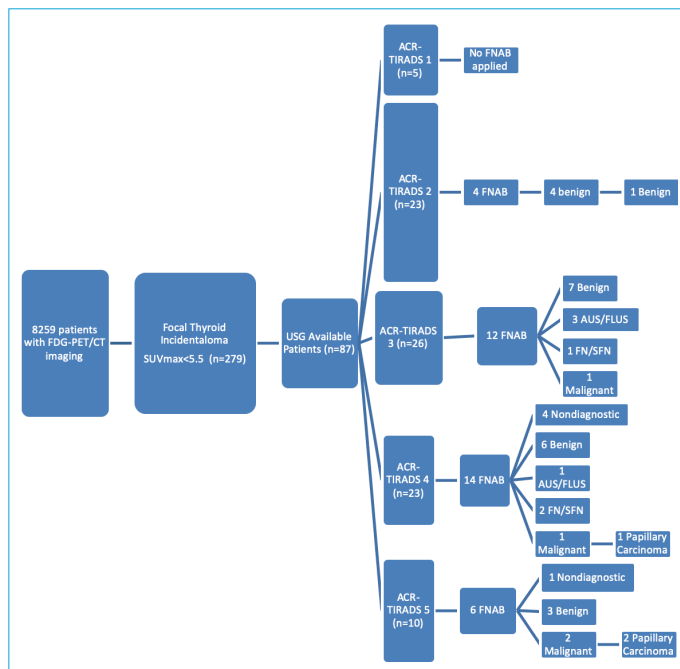 8259 patients
with FDG-PET/CT
imaging
Focal Thyroid
Incidentaloma
SUVmax<5.5 (n=279)
USG Available
Patients (n=87)
ACR-
TIRADS 1
(n=5)
No FNAB
applied
ACR-
TIRADS 2
(n=23)
4 FNAB
4 benign
1 Benign
ACR-TIRADS
3 (n=26)
12 FNAB
7 Benign
3 AUS/FLUS
1 FN/SFN
1
Malignant
ACR-
TIRADS 4
(n=23)
14 FNAB
4 Nondiagnostic
6 Benign
1
AUS/FLUS
2 FN/SFN
1
Malignant
1 Papillary
Carcinoma
ACR-
TIRADS 5
(n=10)
6 FNAB
1 Nondiagnostic
3 Benign
2
Malignant
2 Papillary
Carcinoma